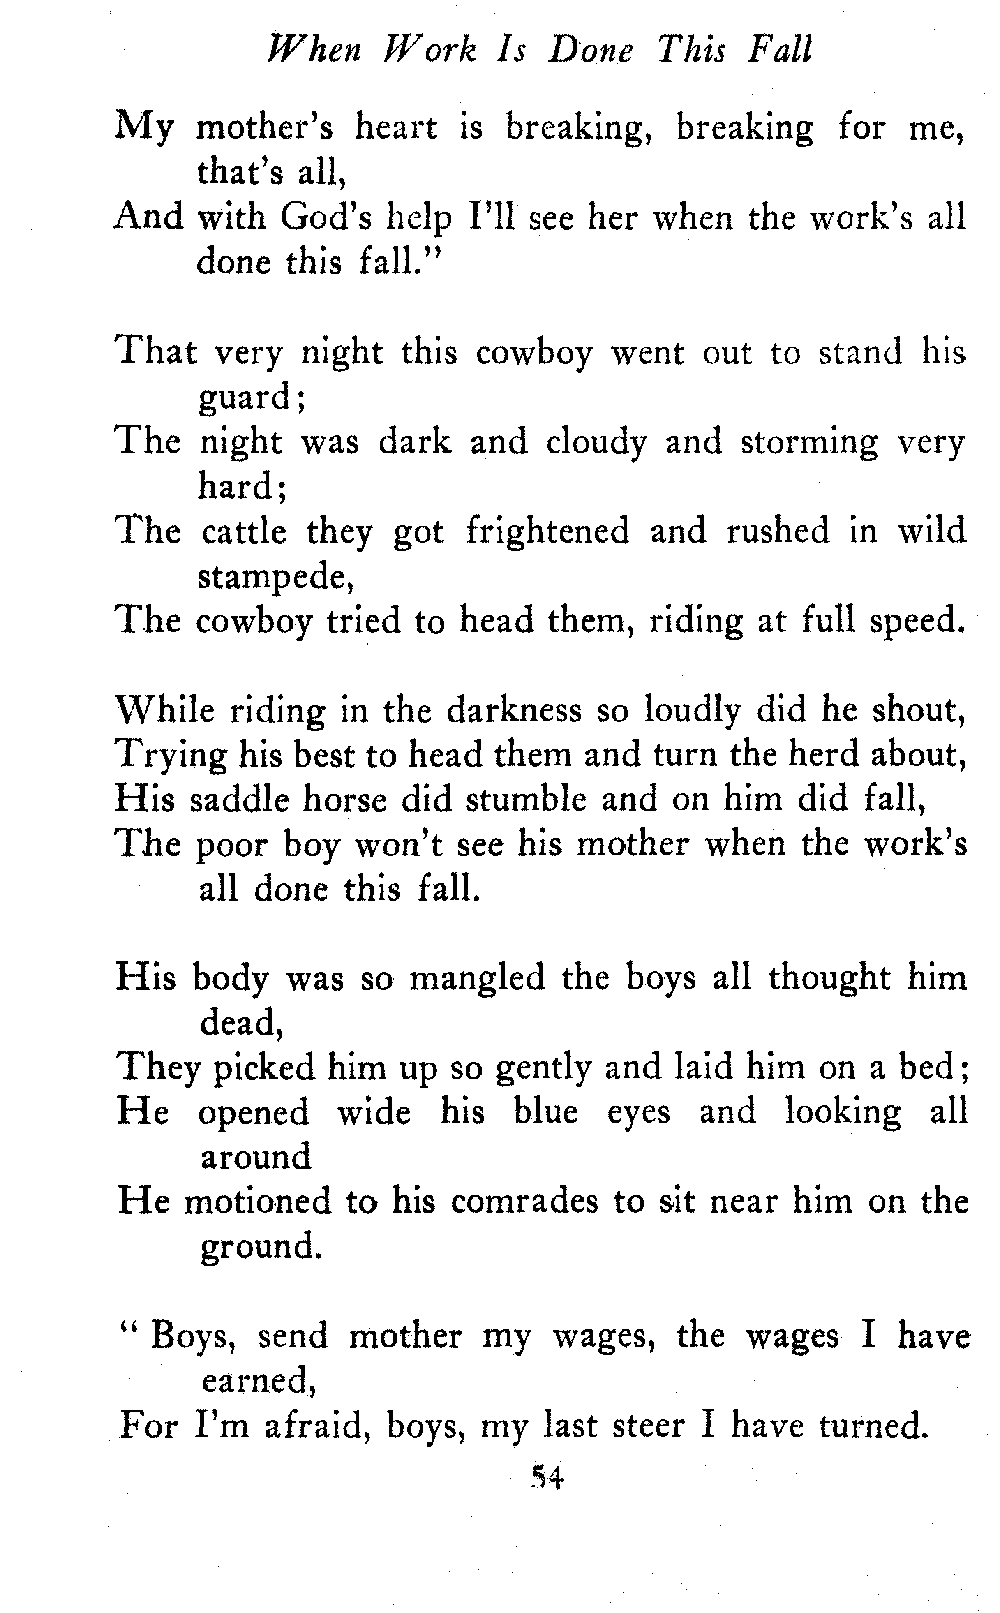 When Work Is Done This Fall
My mother's heart is breaking, breaking for me,
that's all,
And with God's help I'll see her when the work's all
done this fall."
That very night this cowboy went out to stand his
guard;
The night was dark and cloudy and storming very
hard;
The cattle they got frightened and rushed in wild
stampede,
The cowboy tried to head them, riding at full speed.
While riding in the darkness so loudly did he shout,
Trying his best to head them and turn the herd about,
His saddle horse did stumble and on him did fall,
The poor boy won't see his mother when the work's
all done this fall.
His body was so mangled the boys all thought him
dead,
They picked him up so gently and laid him on a bed;
He opened wide his blue eyes and looking all
around
He motioned to his comrades to sit near him on the
ground.
"Boys, send mother my wages, the wages I have
earned,
For I'm afraid, boys, my last steer I have turned.
54